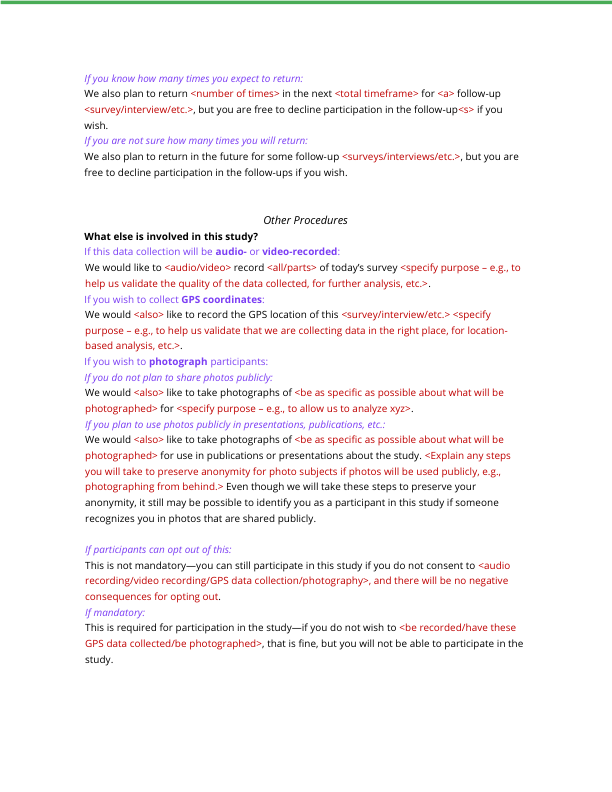 If you know how many times you expect to return:
We also plan to return <number of times> in the next <total timeframe> for <a> follow-up
<survey/interview/etc.>, but you are free to decline participation in the follow-up<s> if you
wish.
If you are not sure how many times you will return:
We also plan to return in the future for some follow-up <surveys/interviews/etc.>, but you are
free to decline participation in the follow-ups if you wish.
Other Procedures
What else is involved in this study?
If this data collection will be audio- or video-recorded:
We would like to <audio/video> record <all/parts> of today’s survey <specify purpose – e.g., to
help us validate the quality of the data collected, for further analysis, etc.>.
If you wish to collect GPS coordinates:
We would <also> like to record the GPS location of this <survey/interview/etc.> <specify
purpose – e.g., to help us validate that we are collecting data in the right place, for location-
based analysis, etc.>.
If you wish to photograph participants:
If you do not plan to share photos publicly:
We would <also> like to take photographs of <be as specific as possible about what will be
photographed> for <specify purpose – e.g., to allow us to analyze xyz>.
If you plan to use photos publicly in presentations, publications, etc.:
We would <also> like to take photographs of <be as specific as possible about what will be
photographed> for use in publications or presentations about the study. <Explain any steps
you will take to preserve anonymity for photo subjects if photos will be used publicly, e.g.,
photographing from behind.> Even though we will take these steps to preserve your
anonymity, it still may be possible to identify you as a participant in this study if someone
recognizes you in photos that are shared publicly.
If participants can opt out of this:
This is not mandatory—you can still participate in this study if you do not consent to <audio
recording/video recording/GPS data collection/photography>, and there will be no negative
consequences for opting out.
If mandatory:
This is required for participation in the study—if you do not wish to <be recorded/have these
GPS data collected/be photographed>, that is fine, but you will not be able to participate in the
study.